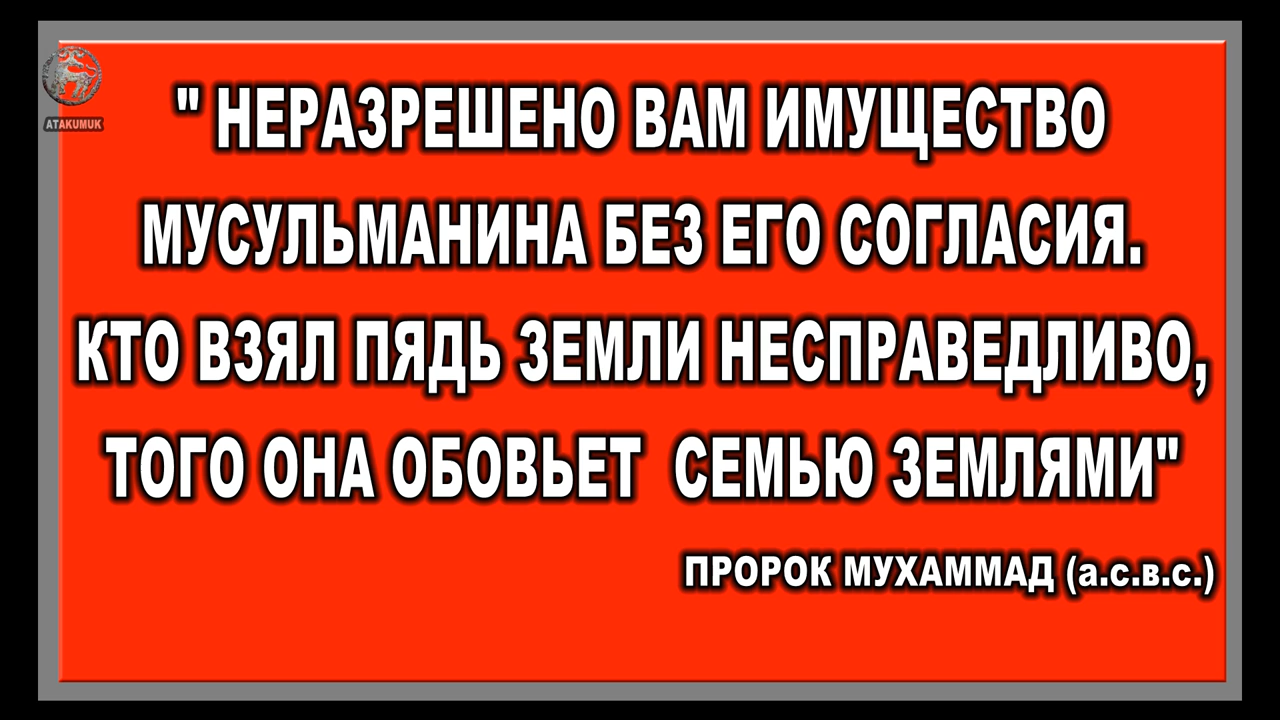 ATAKUMUK
" НЕРАЗРЕШЕНО ВАМ ИМУЩЕСТВО
МУСУЛЬМАНИНА БЕЗ ЕГО СОГЛАСИЯ.
КТО ВЗЯЛ ПЯДЬ ЗЕМЛИ НЕСПРАВЕДЛИВО,
ТОГО ОНА ОБОВЬЕТ СЕМЬЮ ЗЕМЛЯМИ"
ПРОРОК МУХАММАД (а.с.в.с.)